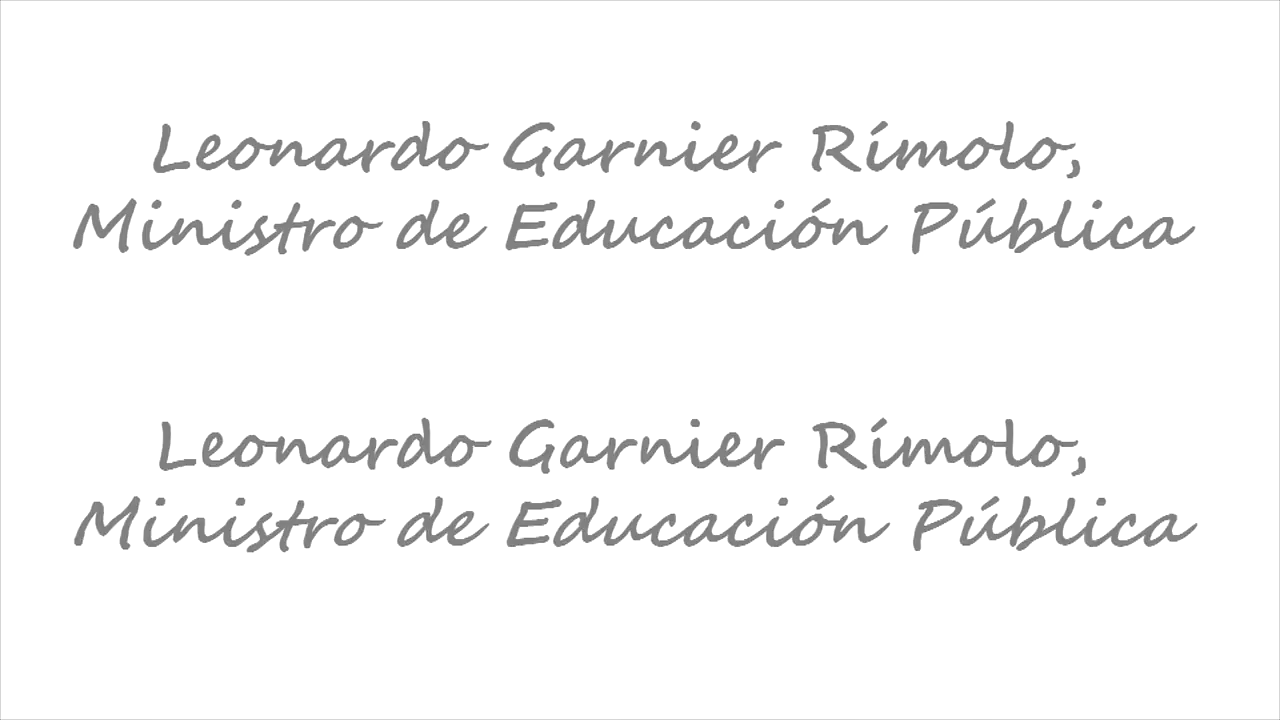 Leonardo Garnier Rímolo,
Ministro de Educación Pública
Leonardo Garnier Rímolo,
Ministro de Educación Pública